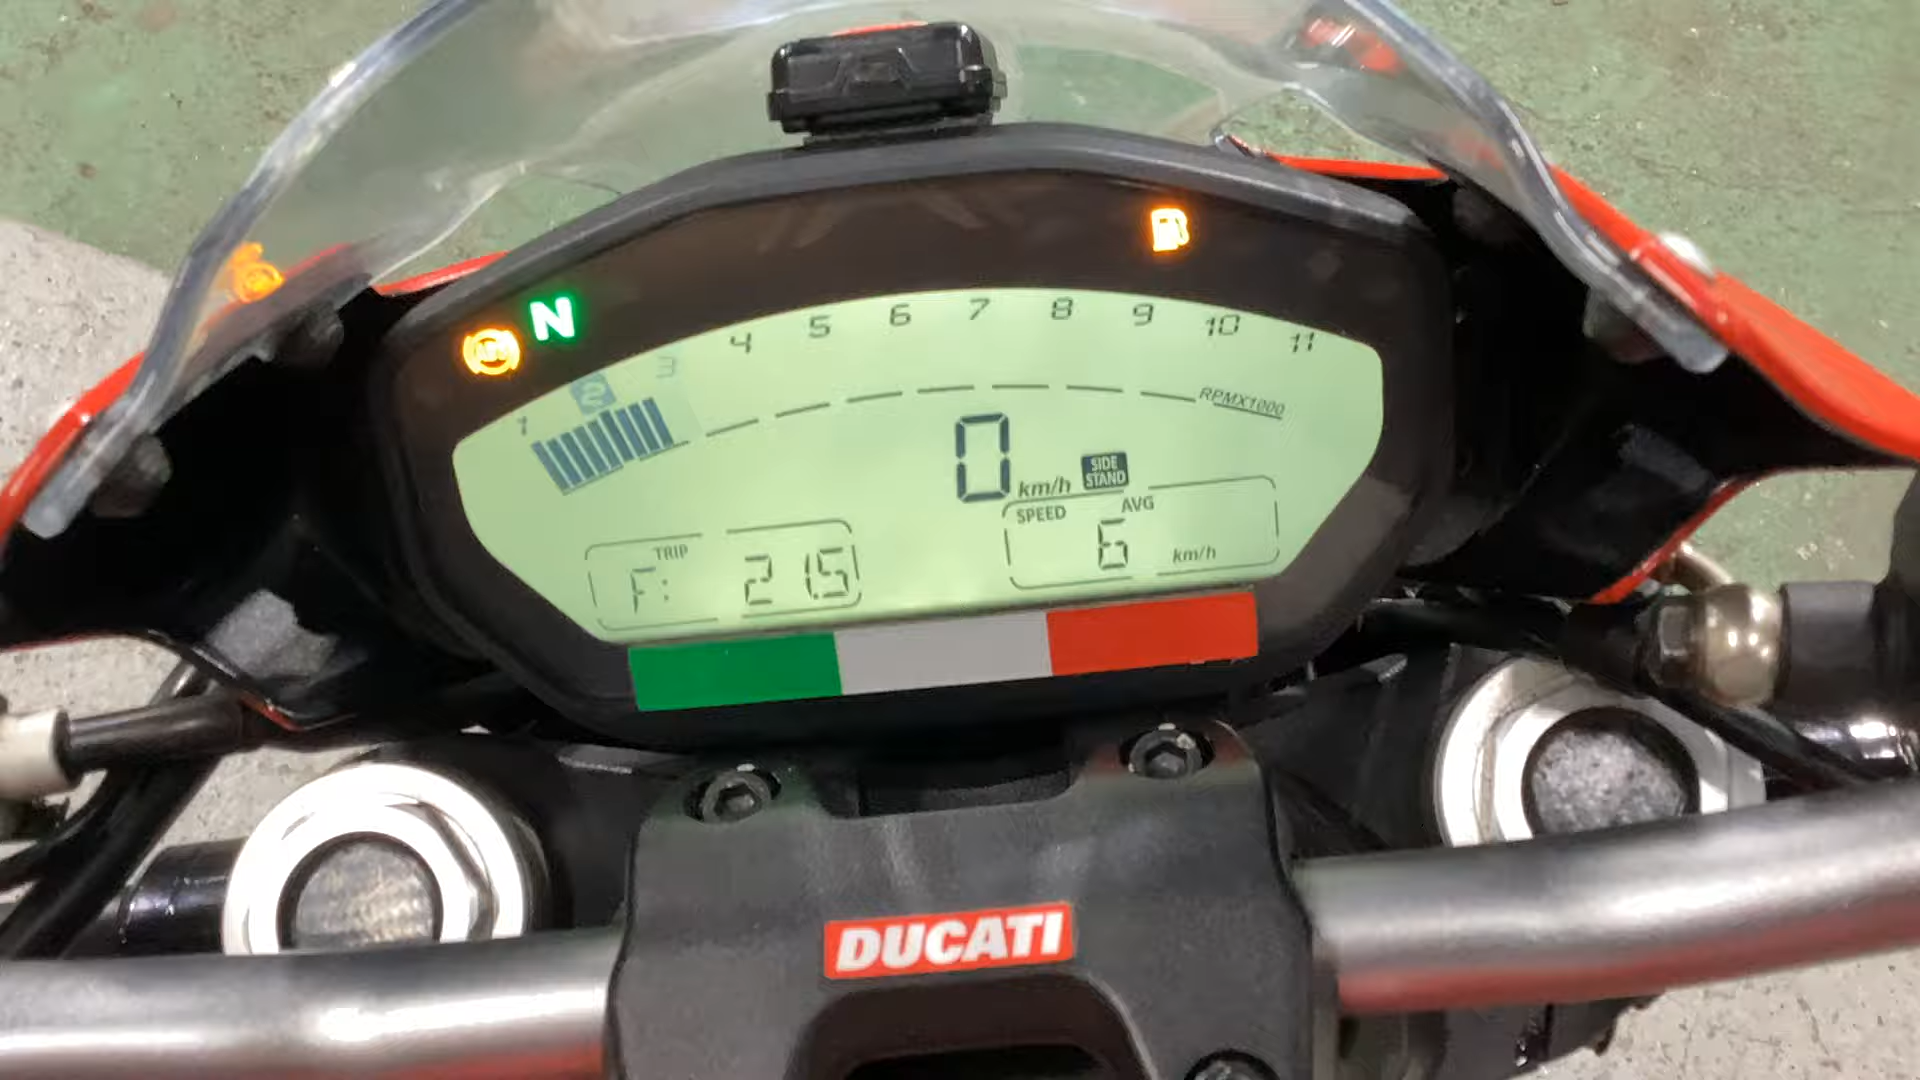 N
ABS
1 2 3 4 5 6 7 8 9 10 11
RPMX1000
0 km/h SIDE STAND
TRIP
F: 21.5
SPEED AVG
6 km/h
DUCATI